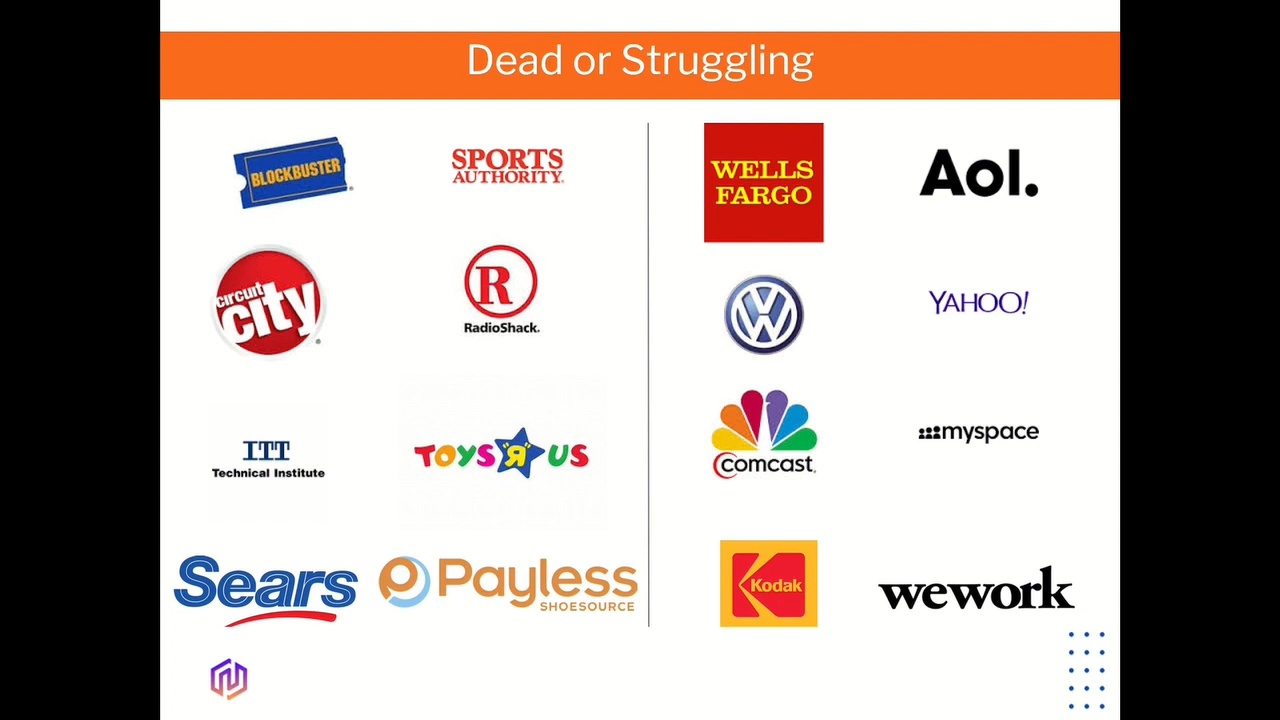 Dead or Struggling
BLOCKBUSTER®
SPORTS
AUTHORITY®
WELLS
FARGO
Aol.
circuit
city®
R
RadioShack®
VW
YAHOO!
ITT
Technical Institute
TOYS "R" US
comcast®
myspace
Sears
Payless
SHOESOURCE
Kodak
wework